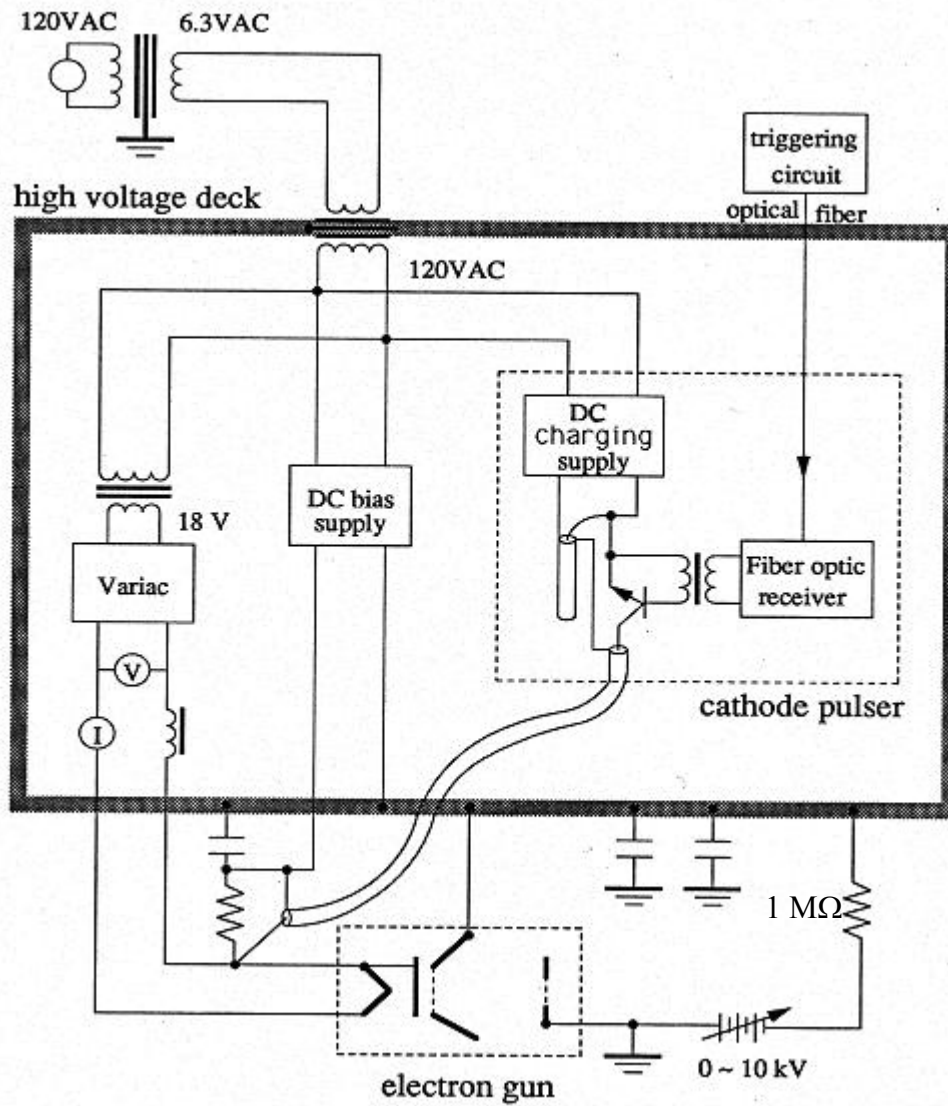 120VAC
6.3VAC
triggering
circuit
high voltage deck
optical fiber
120VAC
DC
charging
supply
DC bias
supply
18 V
Variac
Fiber optic
receiver
V
I
cathode pulser
1 MΩ
electron gun
0 ~ 10 kV